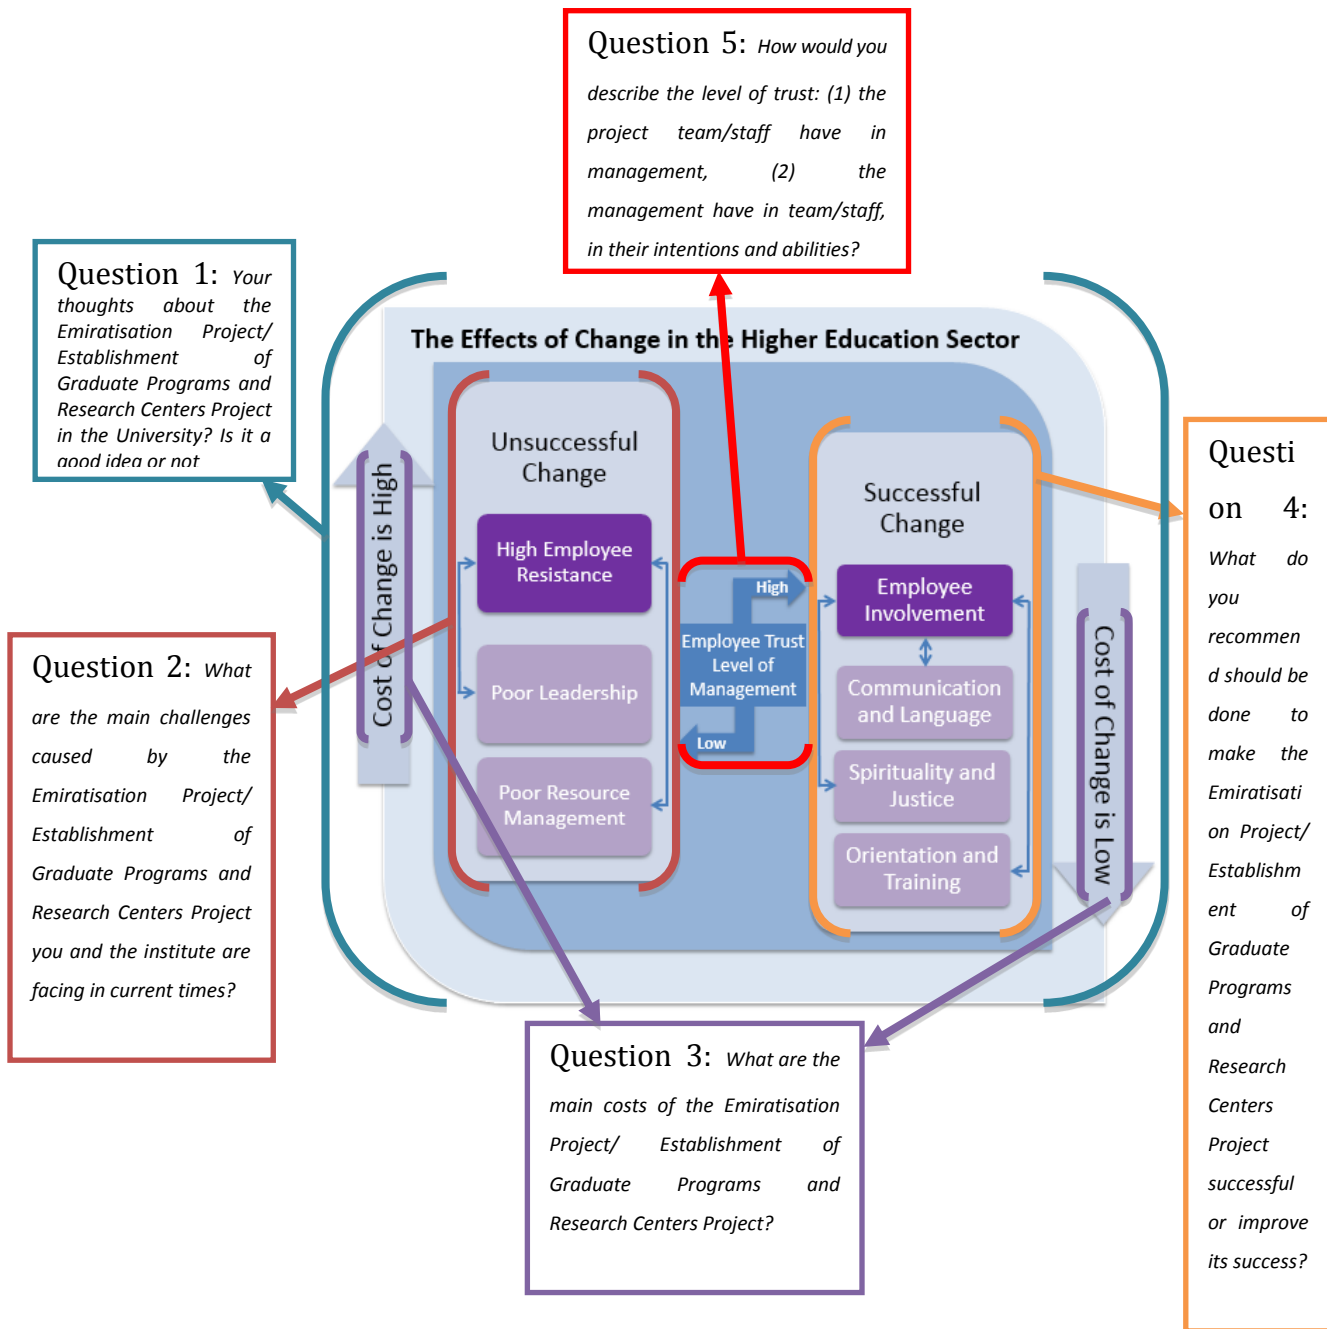 Question 5: How would you
describe the level of trust: (1) the
project team/staff have in
management, (2) the
management have in team/staff,
in their intentions and abilities?
Question 1: Your
thoughts about the
Emiratisation Project/
Establishment of
Graduate Programs and
Research Centers Project
in the University? Is it a
good idea or not
The Effects of Change in the Higher Education Sector
Cost of Change is High
Unsuccessful
Change
High Employee
Resistance
Poor Leadership
Poor Resource
Management
High
Employee Trust
Level of
Management
Low
Successful
Change
Employee
Involvement
Communication
and Language
Spirituality and
Justice
Orientation and
Training
Cost of Change is Low
Question 2: What
are the main challenges
caused by the
Emiratisation Project/
Establishment of
Graduate Programs and
Research Centers Project
you and the institute are
facing in current times?
Question 3: What are the
main costs of the Emiratisation
Project/ Establishment of
Graduate Programs and
Research Centers Project?
Questi
on 4:
What do
you
recommen
d should be
done to
make the
Emiratisati
on Project/
Establishm
ent of
Graduate
Programs
and
Research
Centers
Project
successful
or improve
its success?